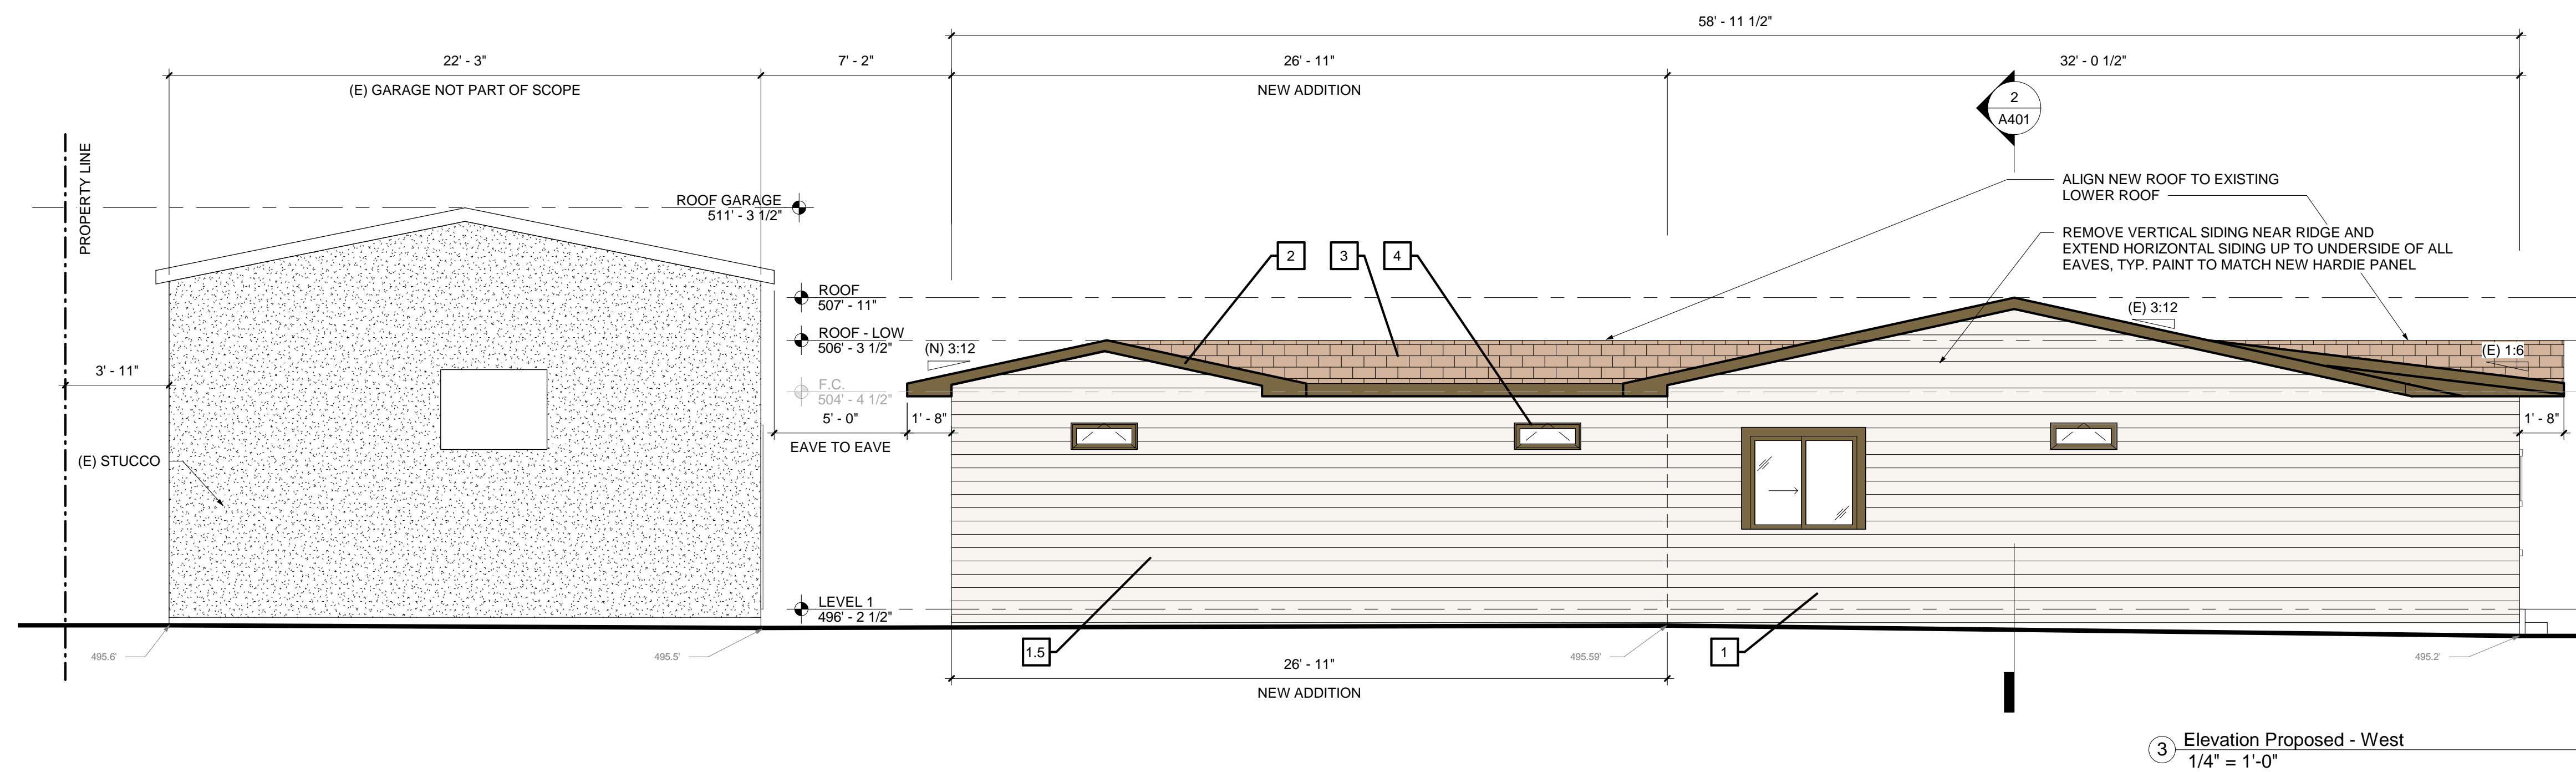 58' - 11 1/2"
22' - 3"
7' - 2"
26' - 11"
32' - 0 1/2"
(E) GARAGE NOT PART OF SCOPE
NEW ADDITION
2
A401
PROPERTY LINE
ROOF GARAGE
511' - 3 1/2"
ALIGN NEW ROOF TO EXISTING
LOWER ROOF
REMOVE VERTICAL SIDING NEAR RIDGE AND
EXTEND HORIZONTAL SIDING UP TO UNDERSIDE OF ALL
EAVES, TYP. PAINT TO MATCH NEW HARDIE PANEL
2
3
4
ROOF
507' - 11"
(E) 3:12
ROOF - LOW
506' - 3 1/2"
(N) 3:12
(E) 1:6
3' - 11"
F.C.
504' - 4 1/2"
5' - 0"
1' - 8"
1' - 8"
EAVE TO EAVE
(E) STUCCO
LEVEL 1
496' - 2 1/2"
1.5
1
495.6'
495.5'
26' - 11"
495.59'
495.2'
NEW ADDITION
3
Elevation Proposed - West
1/4" = 1'-0"